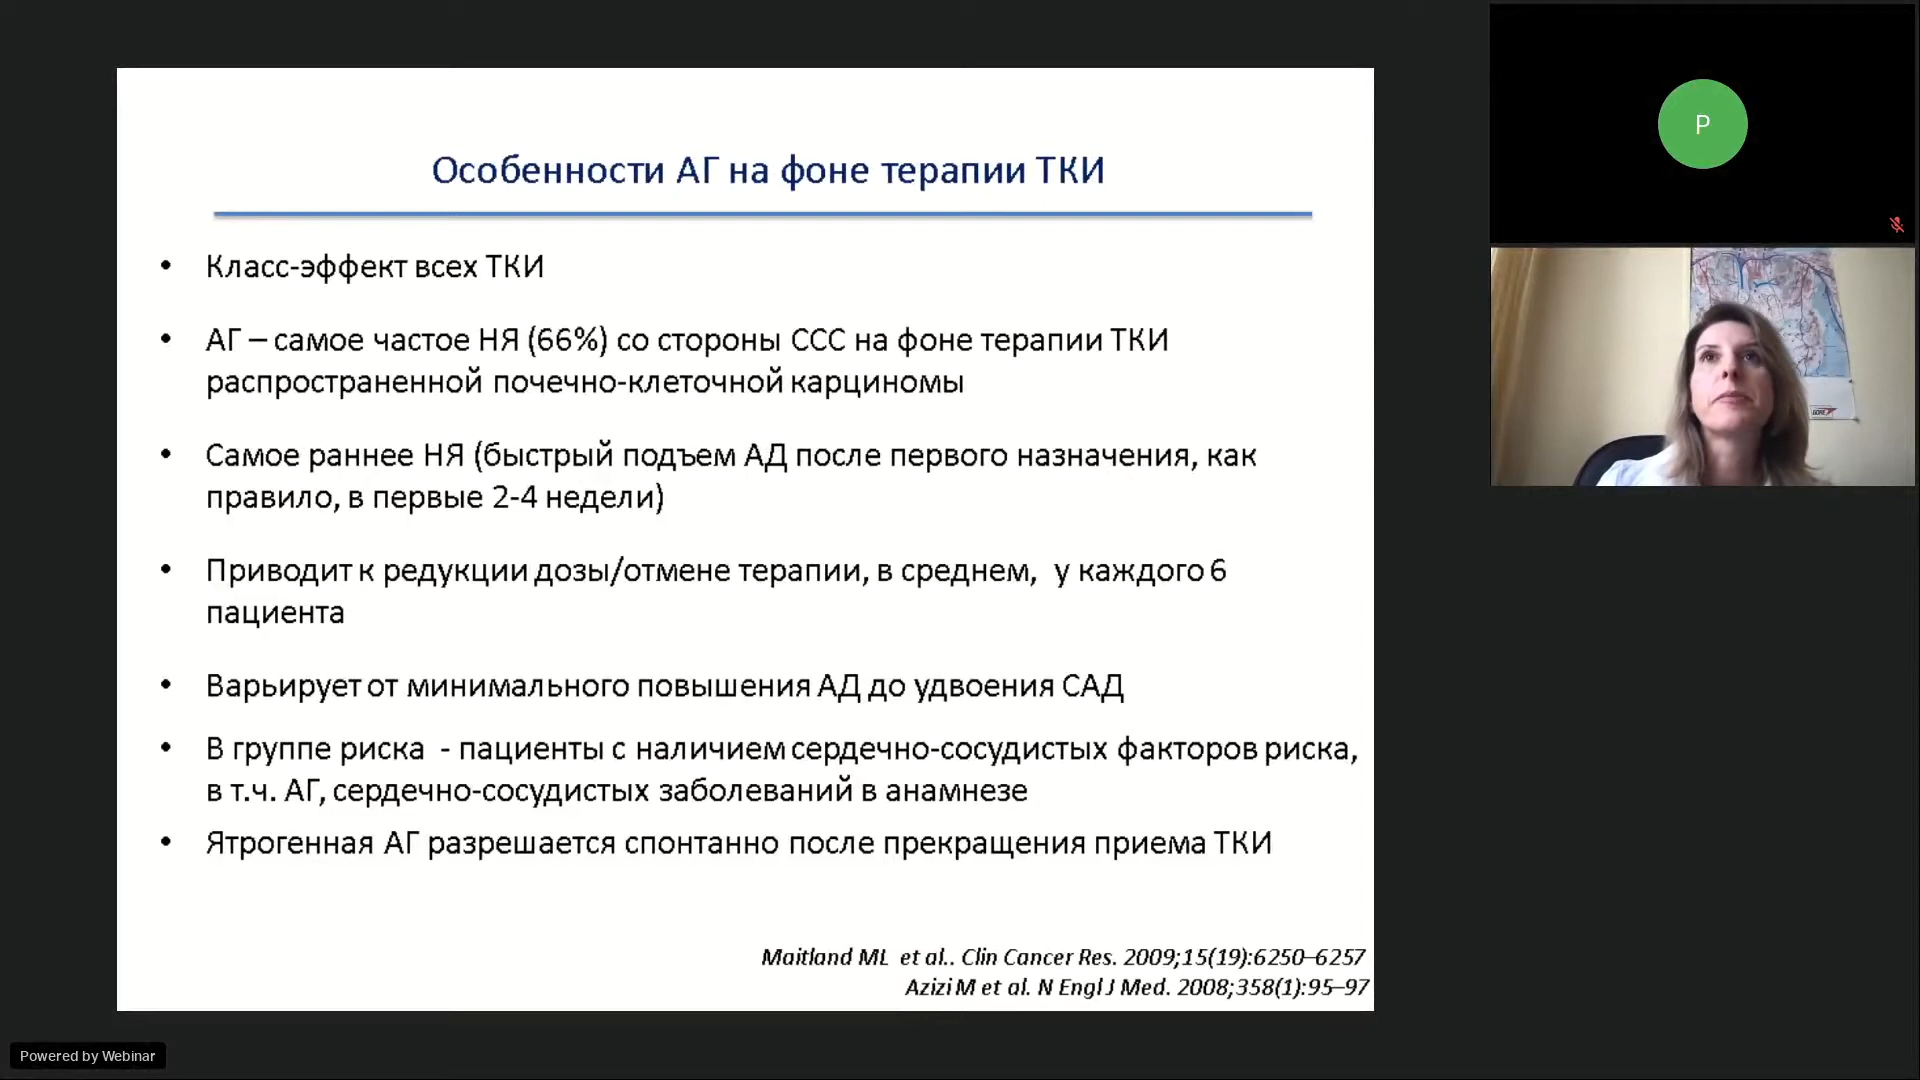 Особенности АГ на фоне терапии ТКИ
• Класс-эффект всех ТКИ
• АГ – самое частое НЯ (66%) со стороны ССС на фоне терапии ТКИ
распространенной почечно-клеточной карциномы
• Самое раннее НЯ (быстрый подъем АД после первого назначения, как
правило, в первые 2-4 недели)
• Приводит к редукции дозы/отмене терапии, в среднем, у каждого 6
пациента
• Варьирует от минимального повышения АД до удвоения САД
• В группе риска - пациенты с наличием сердечно-сосудистых факторов риска,
в т.ч. АГ, сердечно-сосудистых заболеваний в анамнезе
• Ятрогенная АГ разрешается спонтанно после прекращения приема ТКИ
Maitland ML et al.. Clin Cancer Res. 2009;15(19):6250–6257
Azizi M et al. N Engl J Med. 2008;358(1):95–97
P
GORE
Powered by Webinar